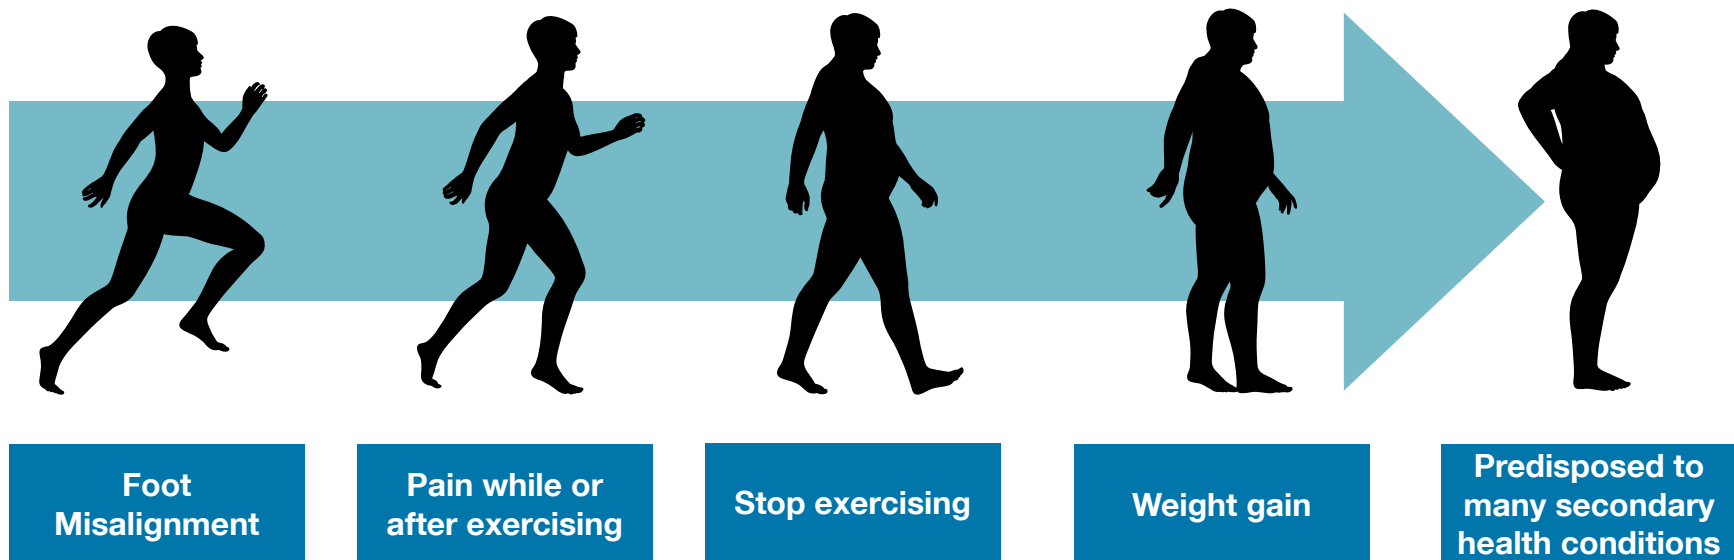 Foot
Misalignment
Pain while or
after exercising
Stop exercising
Weight gain
Predisposed to
many secondary
health conditions